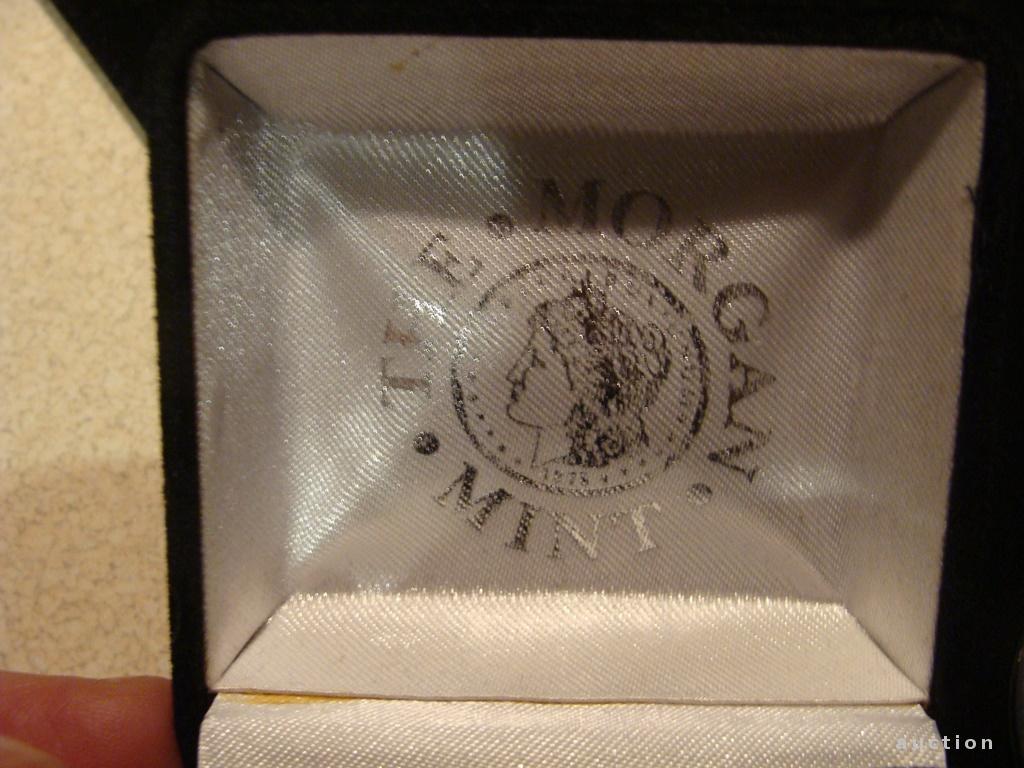 THE • MORGAN • MINT •
auction